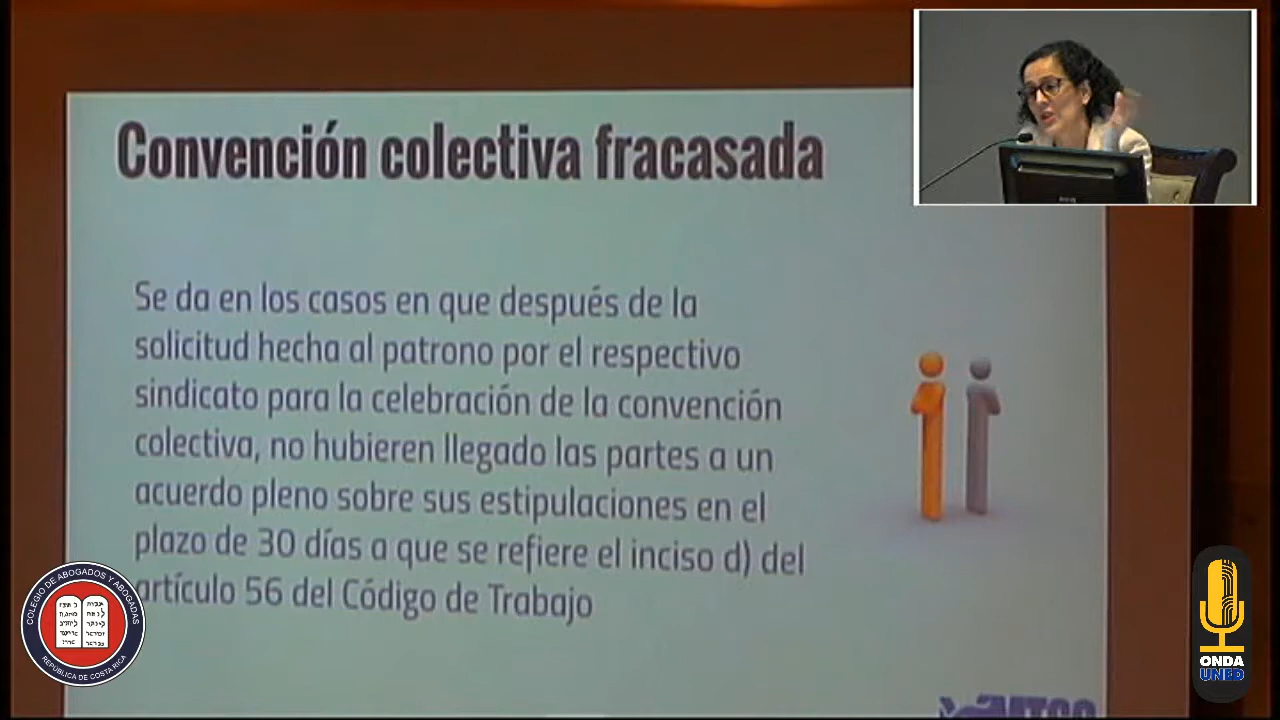 Convención colectiva fracasada
Se da en los casos en que después de la
solicitud hecha al patrono por el respectivo
sindicato para la celebración de la convención
colectiva, no hubieren llegado las partes a un
acuerdo pleno sobre sus estipulaciones en el
plazo de 30 días a que se refiere el inciso d) del
artículo 56 del Código de Trabajo
COLEGIO DE ABOGADOS Y ABOGADAS
REPÚBLICA DE COSTA RICA
ONDA
UNED